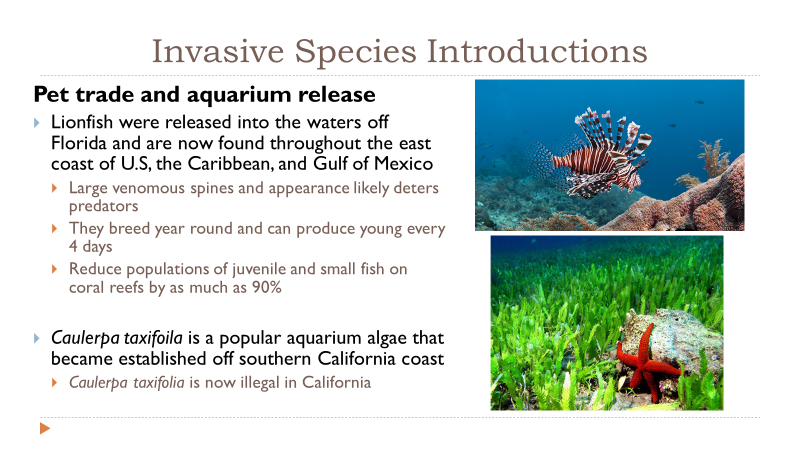 Invasive Species Introductions
Pet trade and aquarium release
Lionfish were released into the waters off
Florida and are now found throughout the east
coast of U.S, the Caribbean, and Gulf of Mexico
Large venomous spines and appearance likely deters
predators
They breed year round and can produce young every
4 days
Reduce populations of juvenile and small fish on
coral reefs by as much as 90%
Caulerpa taxifoila is a popular aquarium algae that
became established off southern California coast
Caulerpa taxifolia is now illegal in California